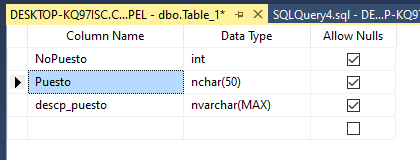 DESKTOP-KQ97ISC.C...PEL - dbo.Table_1* SQLQuery4.sql - DE...P-KQ97
Column Name Data Type Allow Nulls
NoPuesto int
Puesto nchar(50)
descp_puesto nvarchar(MAX)